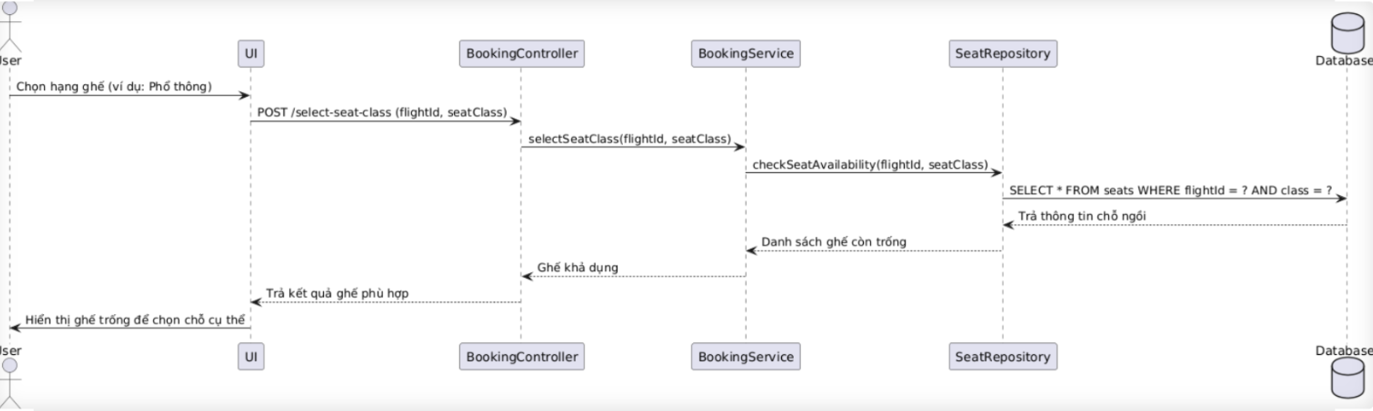 User
UI
BookingController
BookingService
SeatRepository
Database
Chọn hạng ghế (ví dụ: Phổ thông)
POST /select-seat-class (flightId, seatClass)
selectSeatClass(flightId, seatClass)
checkSeatAvailability(flightId, seatClass)
SELECT * FROM seats WHERE flightId = ? AND class = ?
Trả thông tin chỗ ngồi
Danh sách ghế còn trống
Ghế khả dụng
Trả kết quả ghế phù hợp
Hiển thị ghế trống để chọn chỗ cụ thể
User
UI
BookingController
BookingService
SeatRepository
Database